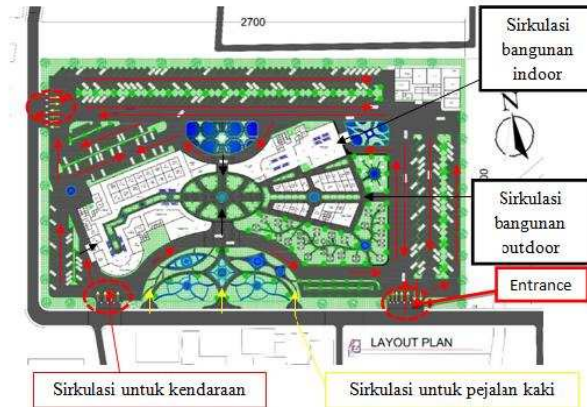 2700
Sirkulasi
bangunan
indoor
N
Sirkulasi
bangunan
outdoor
Entrance
LAYOUT PLAN
Sirkulasi untuk kendaraan
Sirkulasi untuk pejalan kaki